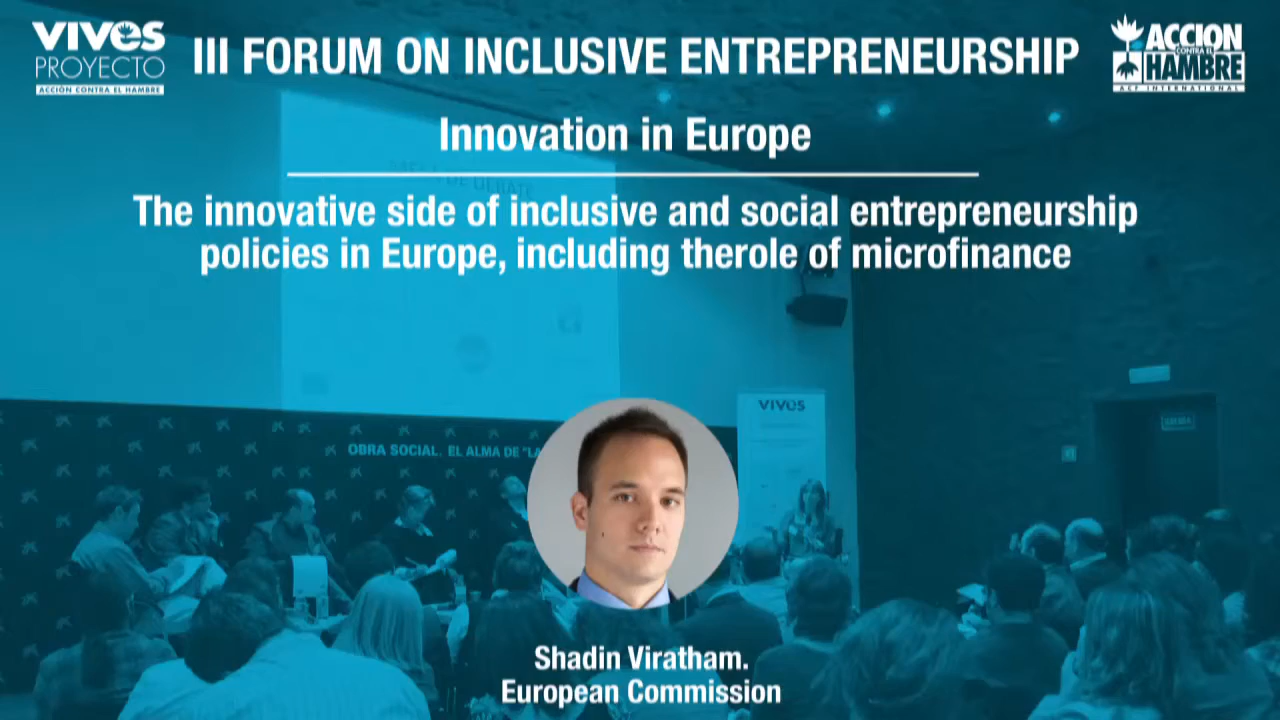 VIVES
PROYECTO
ACCIÓN CONTRA EL HAMBRE
III FORUM ON INCLUSIVE ENTREPRENEURSHIP
ACCION
CONTRA EL
HAMBRE
ACF INTERNATIONAL
Innovation in Europe
The innovative side of inclusive and social entrepreneurship
policies in Europe, including therole of microfinance
VIVES
OBRA SOCIAL. EL ALMA DE "LA
SALIDA
Shadin Viratham.
European Commission